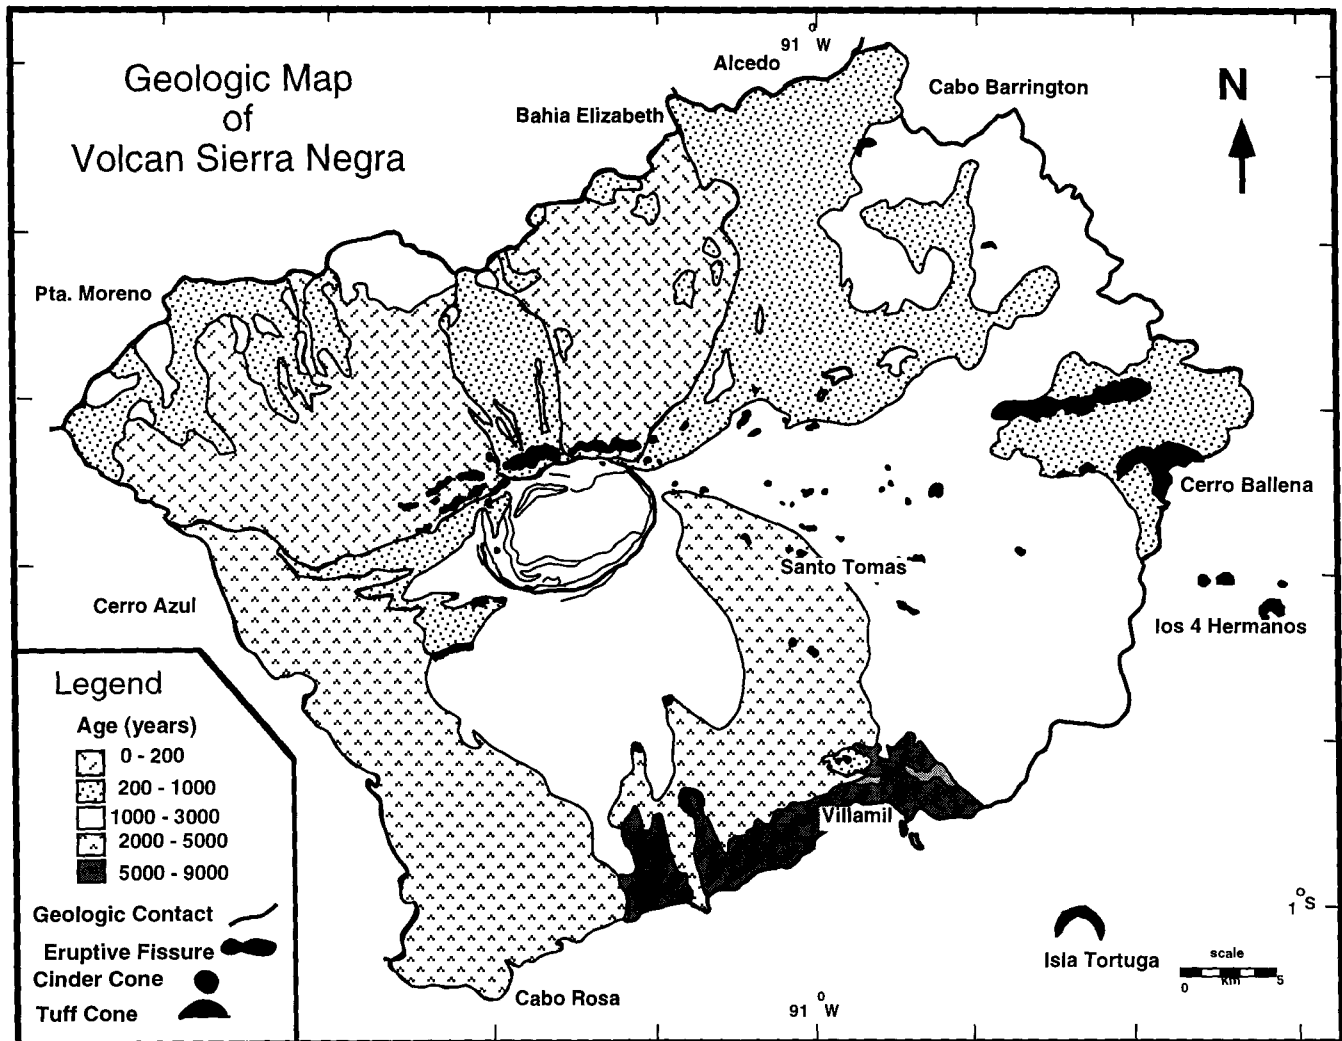 Geologic Map
of
Volcan Sierra Negra
91 o W
Alcedo
Cabo Barrington
Bahia Elizabeth
N
Pta. Moreno
Cerro Ballena
Santo Tomas
Cerro Azul
los 4 Hermanos
Legend
Age (years)
0 - 200
200 - 1000
1000 - 3000
2000 - 5000
5000 - 9000
Geologic Contact
Eruptive Fissure
Cinder Cone
Tuff Cone
Villamil
1 o S
Isla Tortuga
scale
0 km 5
Cabo Rosa
91 o W